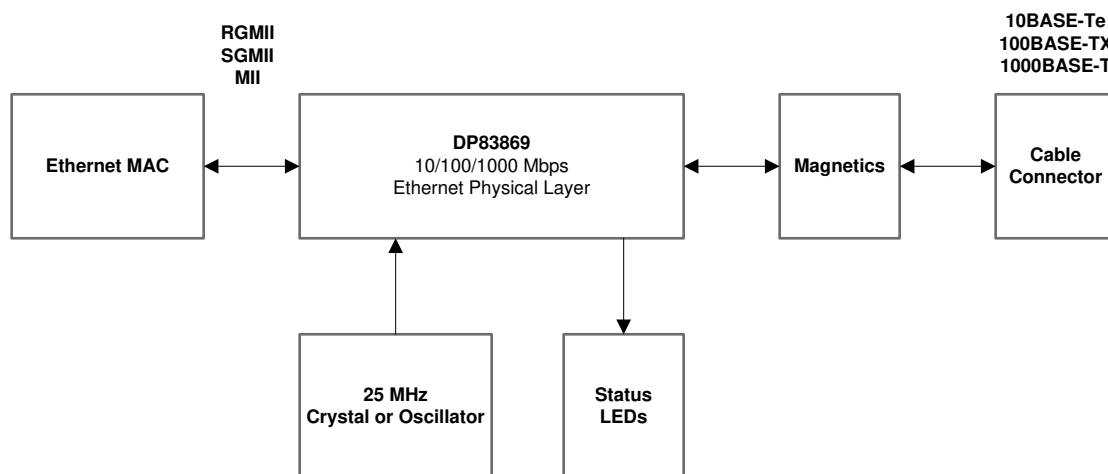 RGMII
SGMII
MII
10BASE-Te
100BASE-TX
1000BASE-T
Ethernet MAC
DP83869
10/100/1000 Mbps
Ethernet Physical Layer
Magnetics
Cable
Connector
25 MHz
Crystal or Oscillator
Status
LEDs